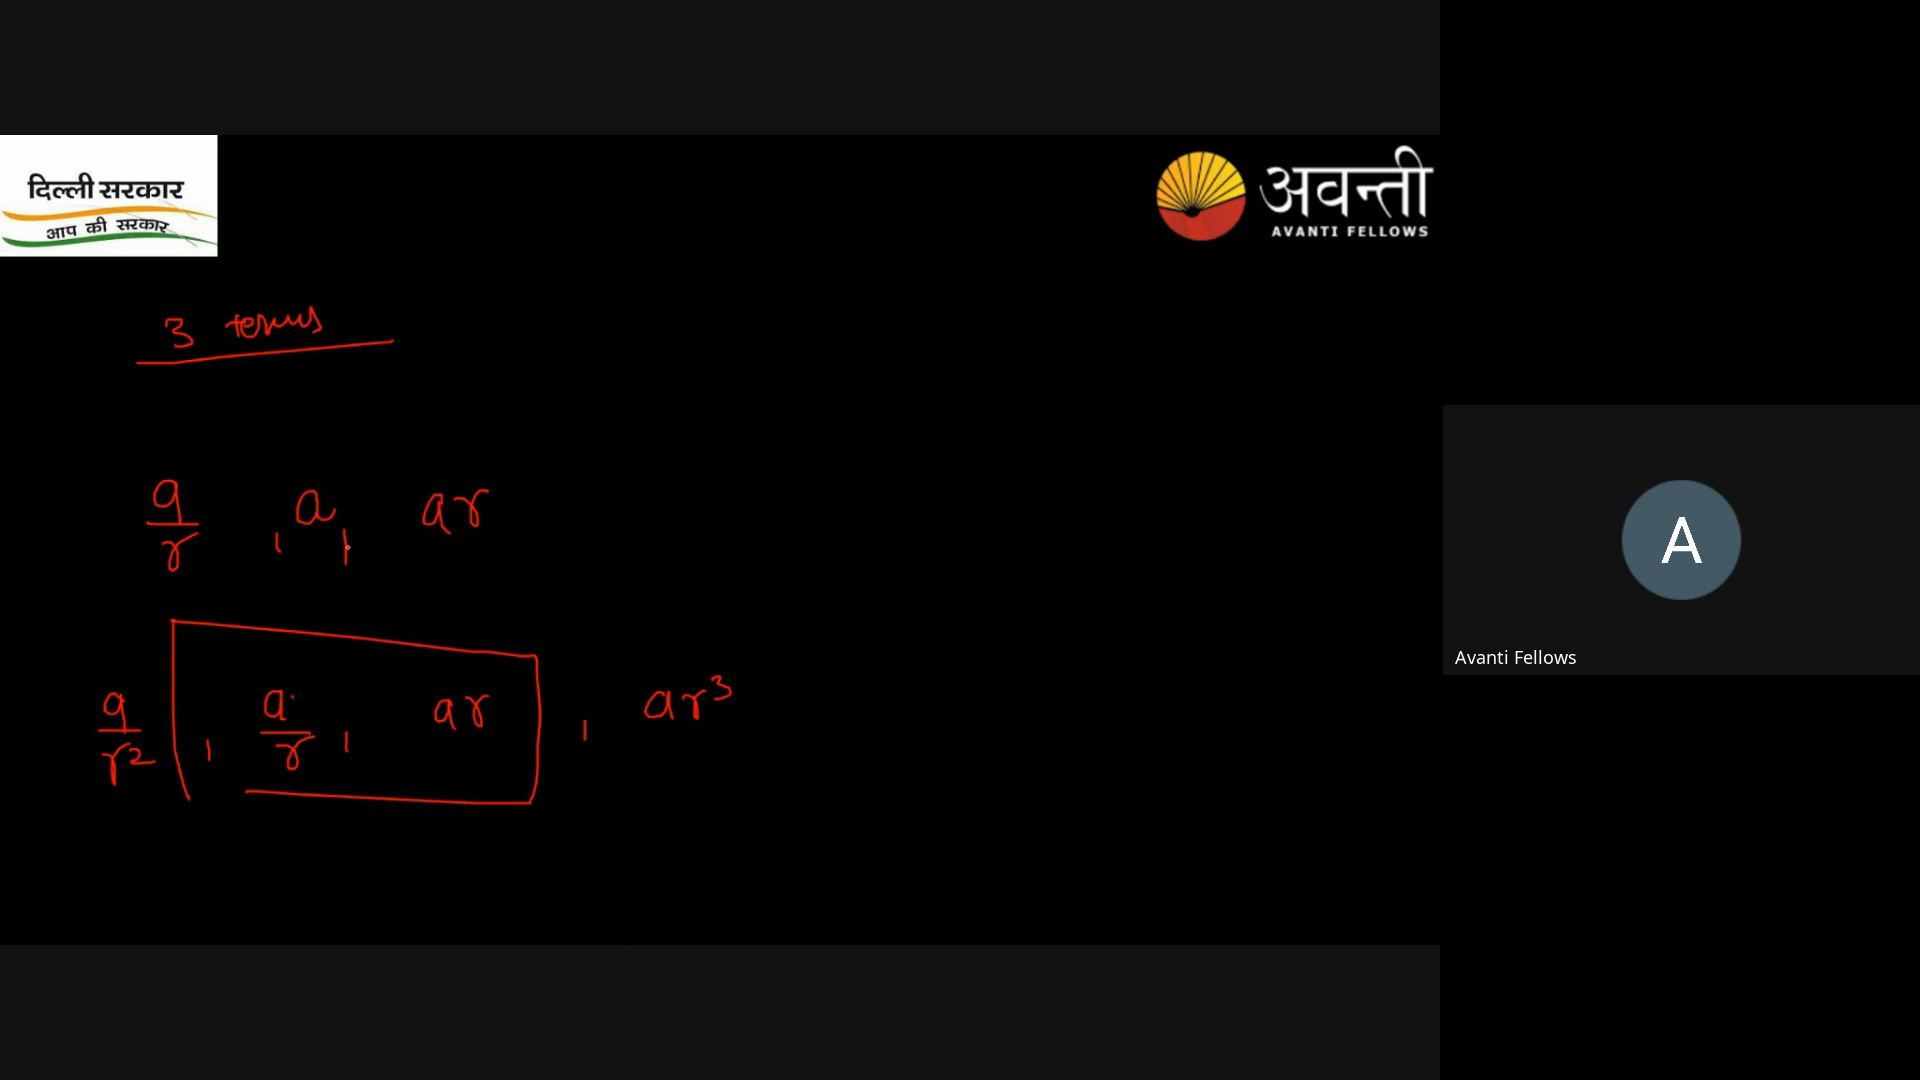 दिल्ली सरकार
आप की सरकार
अवन्ती
AVANTI FELLOWS
3 terms
a/r , a , ar
a/r² , a/r , ar , ar³
A
Avanti Fellows